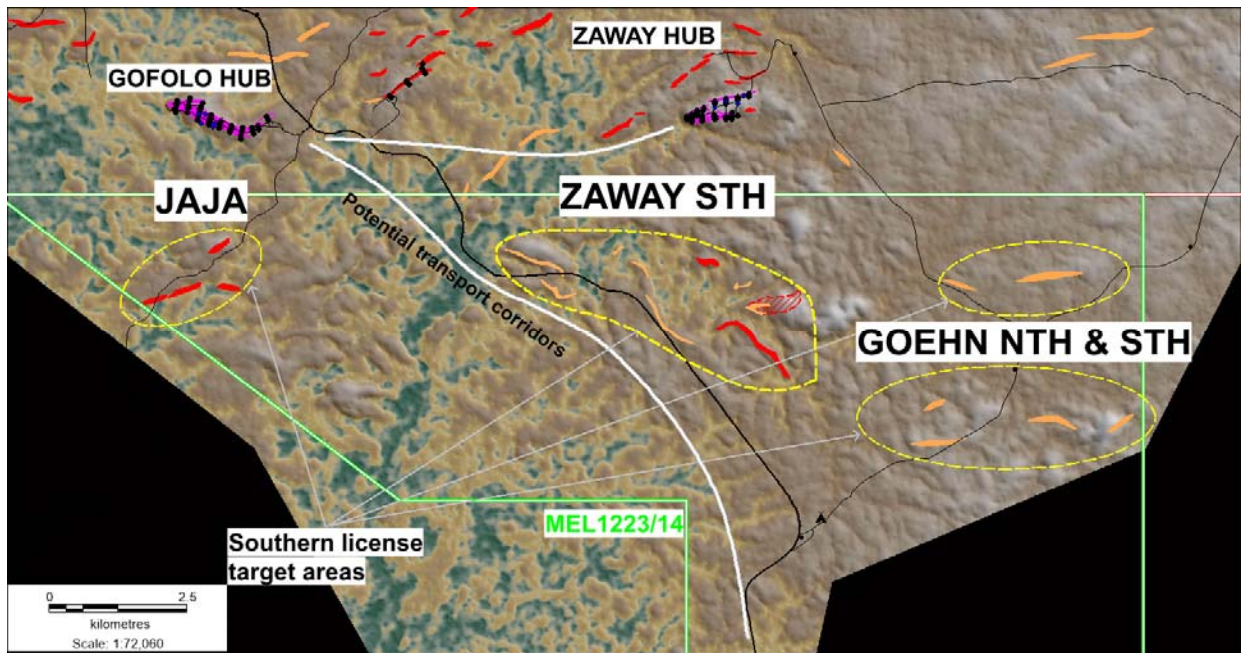 ZAWAY HUB
GOFOLO HUB
JAJA
ZAWAY STH
Potential transport corridors
GOEHN NTH & STH
MEL1223/14
Southern license
target areas
0 2.5
kilometres
Scale: 1:72,060